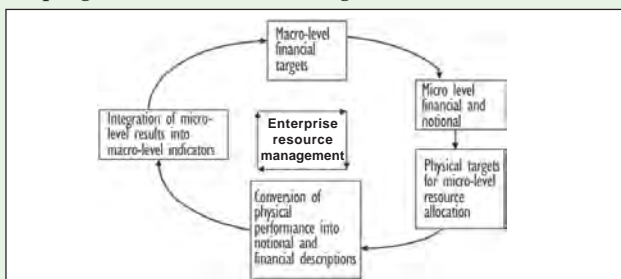 Macro-level
financial
targets
Micro level
financial and
notional
Physical targets
for micro-level
resource
allocation
Conversion of
physical
performance into
notional and
financial descriptions
Integration of micro-
level results into
macro-level indicators
Enterprise
resource
management